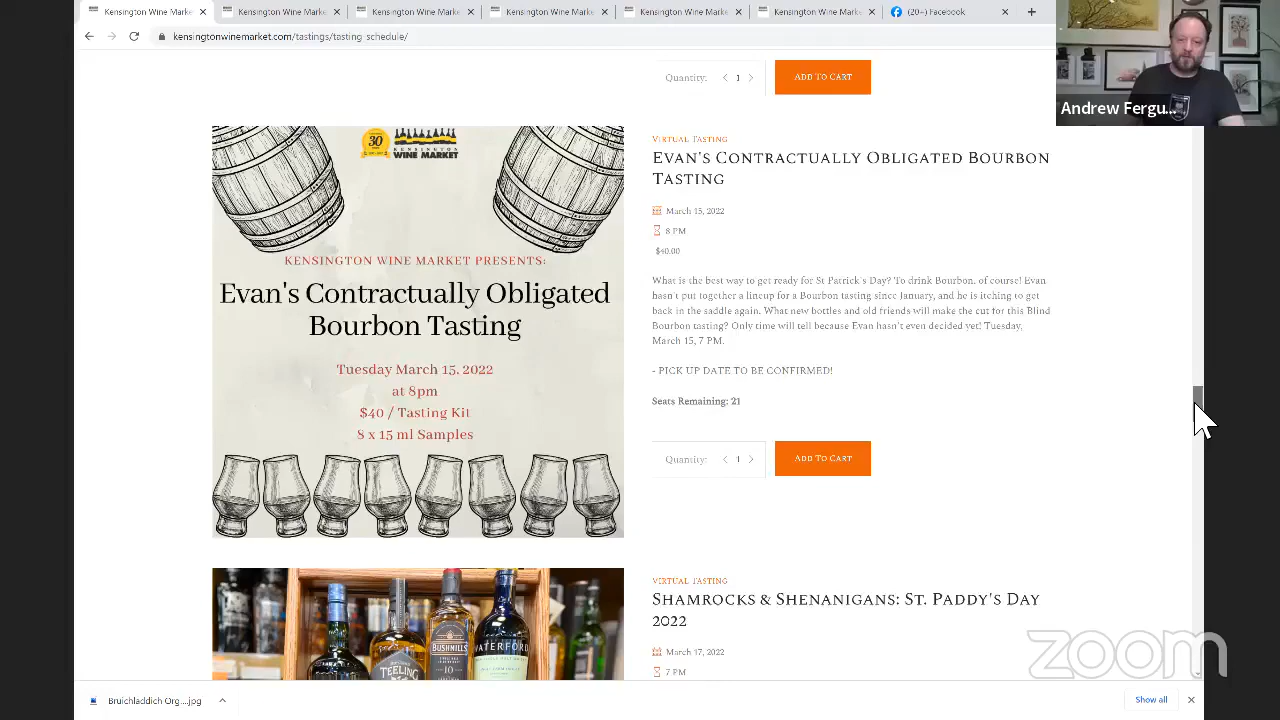 Kensington Wine Mark
Kensington Wine Mark
Kensington Wine Mark
Kensington Wine Mark
Kensington Wine Mark
Kensington Wine Mark
(20+) Facebook
kensingtonwinemarket.com/tastings/tasting_schedule/
Andrew Fergu...
Quantity: 1
Add To Cart
30
KENSINGTON
WINE MARKET
KENSINGTON WINE MARKET PRESENTS:
Evan's Contractually Obligated
Bourbon Tasting
Tuesday March 15, 2022
at 8pm
$40 / Tasting Kit
8 x 15 ml Samples
Virtual Tasting
Evan's Contractually Obligated Bourbon
Tasting
March 15, 2022
8 PM
$40.00
What is the best way to get ready for St Patrick's Day? To drink Bourbon, of course! Evan
hasn't put together a lineup for a Bourbon tasting since January, and he is itching to get
back in the saddle again. What new bottles and old friends will make the cut for this Blind
Bourbon tasting? Only time will tell because Evan hasn't even decided yet! Tuesday,
March 15, 7 PM.
- PICK UP DATE TO BE CONFIRMED!
Seats Remaining: 21
Quantity: 1
Add To Cart
TEELING
BUSHMILLS
10
WATERFORD
Virtual Tasting
Shamrocks & Shenanigans: St. Paddy's Day
2022
March 17, 2022
7 PM
zoom
Bruichladdich Org....jpg
Show all